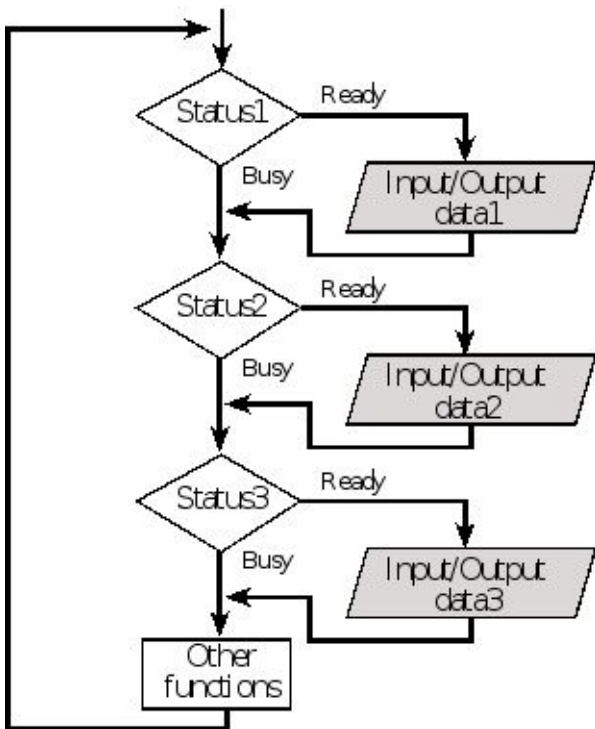 Status1
Ready
Busy
Input/Output
data1
Status2
Ready
Busy
Input/Output
data2
Status3
Ready
Busy
Input/Output
data3
Other
functions